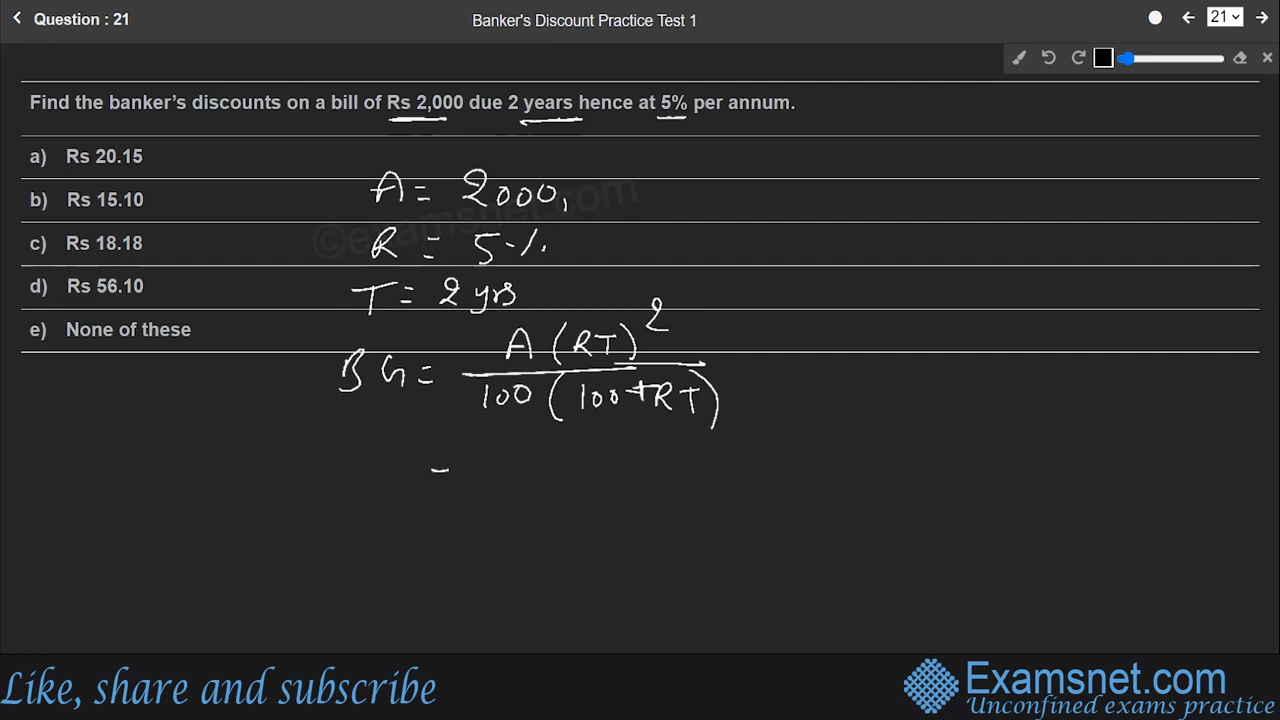 Question : 21
Banker's Discount Practice Test 1
21
Find the banker's discounts on a bill of Rs 2,000 due 2 years hence at 5% per annum.
a) Rs 20.15
b) Rs 15.10
c) Rs 18.18
d) Rs 56.10
e) None of these
©examsnet.com
A = 2000,
R = 5%
T = 2 yrs
BG = A (RT)² / 100 (100+RT)
=
Like, share and subscribe
Examsnet.com
Unconfined exams practice